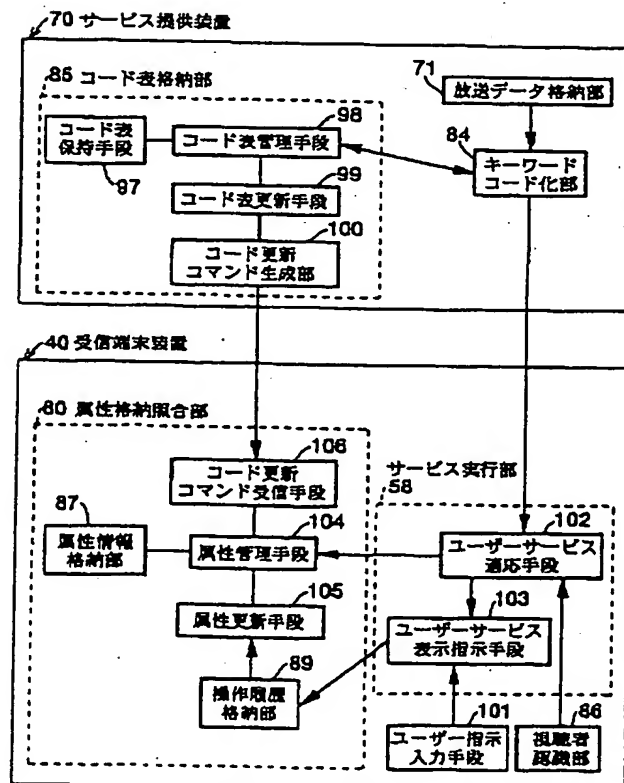 70 サービス提供装置
85 コード表格納部
71
放送データ格納部
98
コード表
保持手段
97
コード表管理手段
84
キーワード
コード化部
99
コード表更新手段
100
コード更新
コマンド生成部
40 受信端末装置
80 属性格納照合部
106
コード更新
コマンド受信手段
サービス実行部
58
87
属性情報
格納部
104
属性管理手段
102
ユーザーサービス
適応手段
105
属性更新手段
103
ユーザーサービス
表示指示手段
89
操作履歴
格納部
101
ユーザー指示
入力手段
86
視聴者
認識部